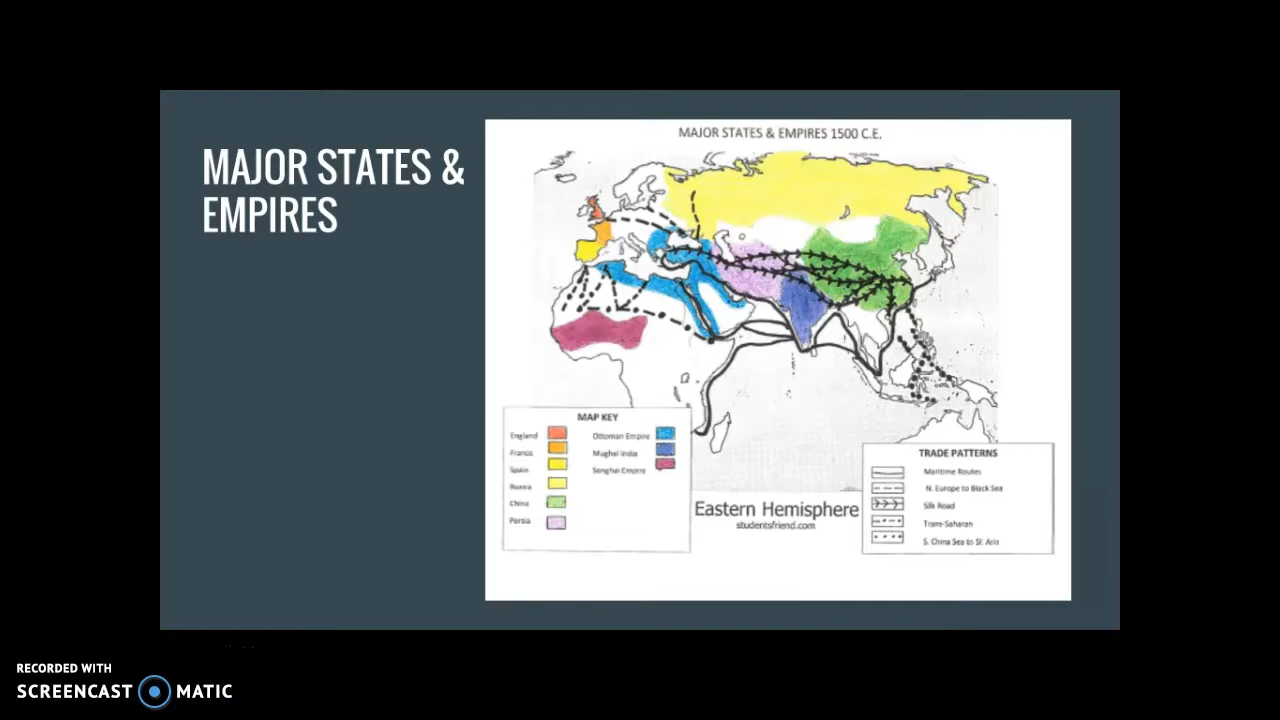 MAJOR STATES &
EMPIRES
MAJOR STATES & EMPIRES 1500 C.E.
MAP KEY
England
France
Spain
Russia
China
Persia
Ottoman Empire
Mughal India
Songhai Empire
Eastern Hemisphere
studentsfriend.com
TRADE PATTERNS
Maritime Routes
N. Europe to Black Sea
Silk Road
Trans-Saharan
S. China Sea to SE Asia
RECORDED WITH
SCREENCAST MATIC